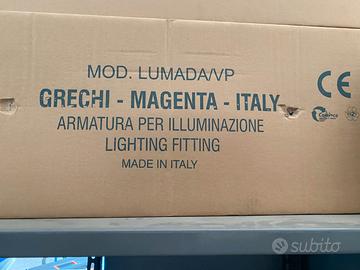 MOD. LUMADA/VP
GRECHI - MAGENTA - ITALY
ARMATURA PER ILLUMINAZIONE
LIGHTING FITTING
MADE IN ITALY
CE
subito